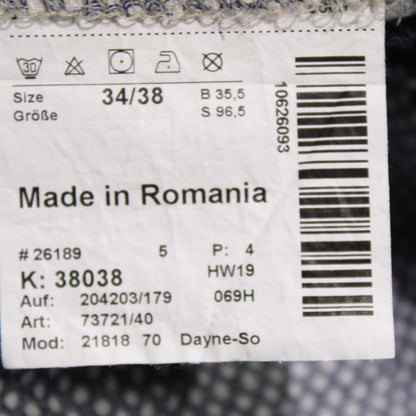 30
Size 34/38 B 35,5
Größe S 96,5
Made in Romania
# 26189 5 P: 4
K: 38038 HW19
Auf: 204203/179 069H
Art: 73721/40
Mod: 21818 70 Dayne-So
10626093